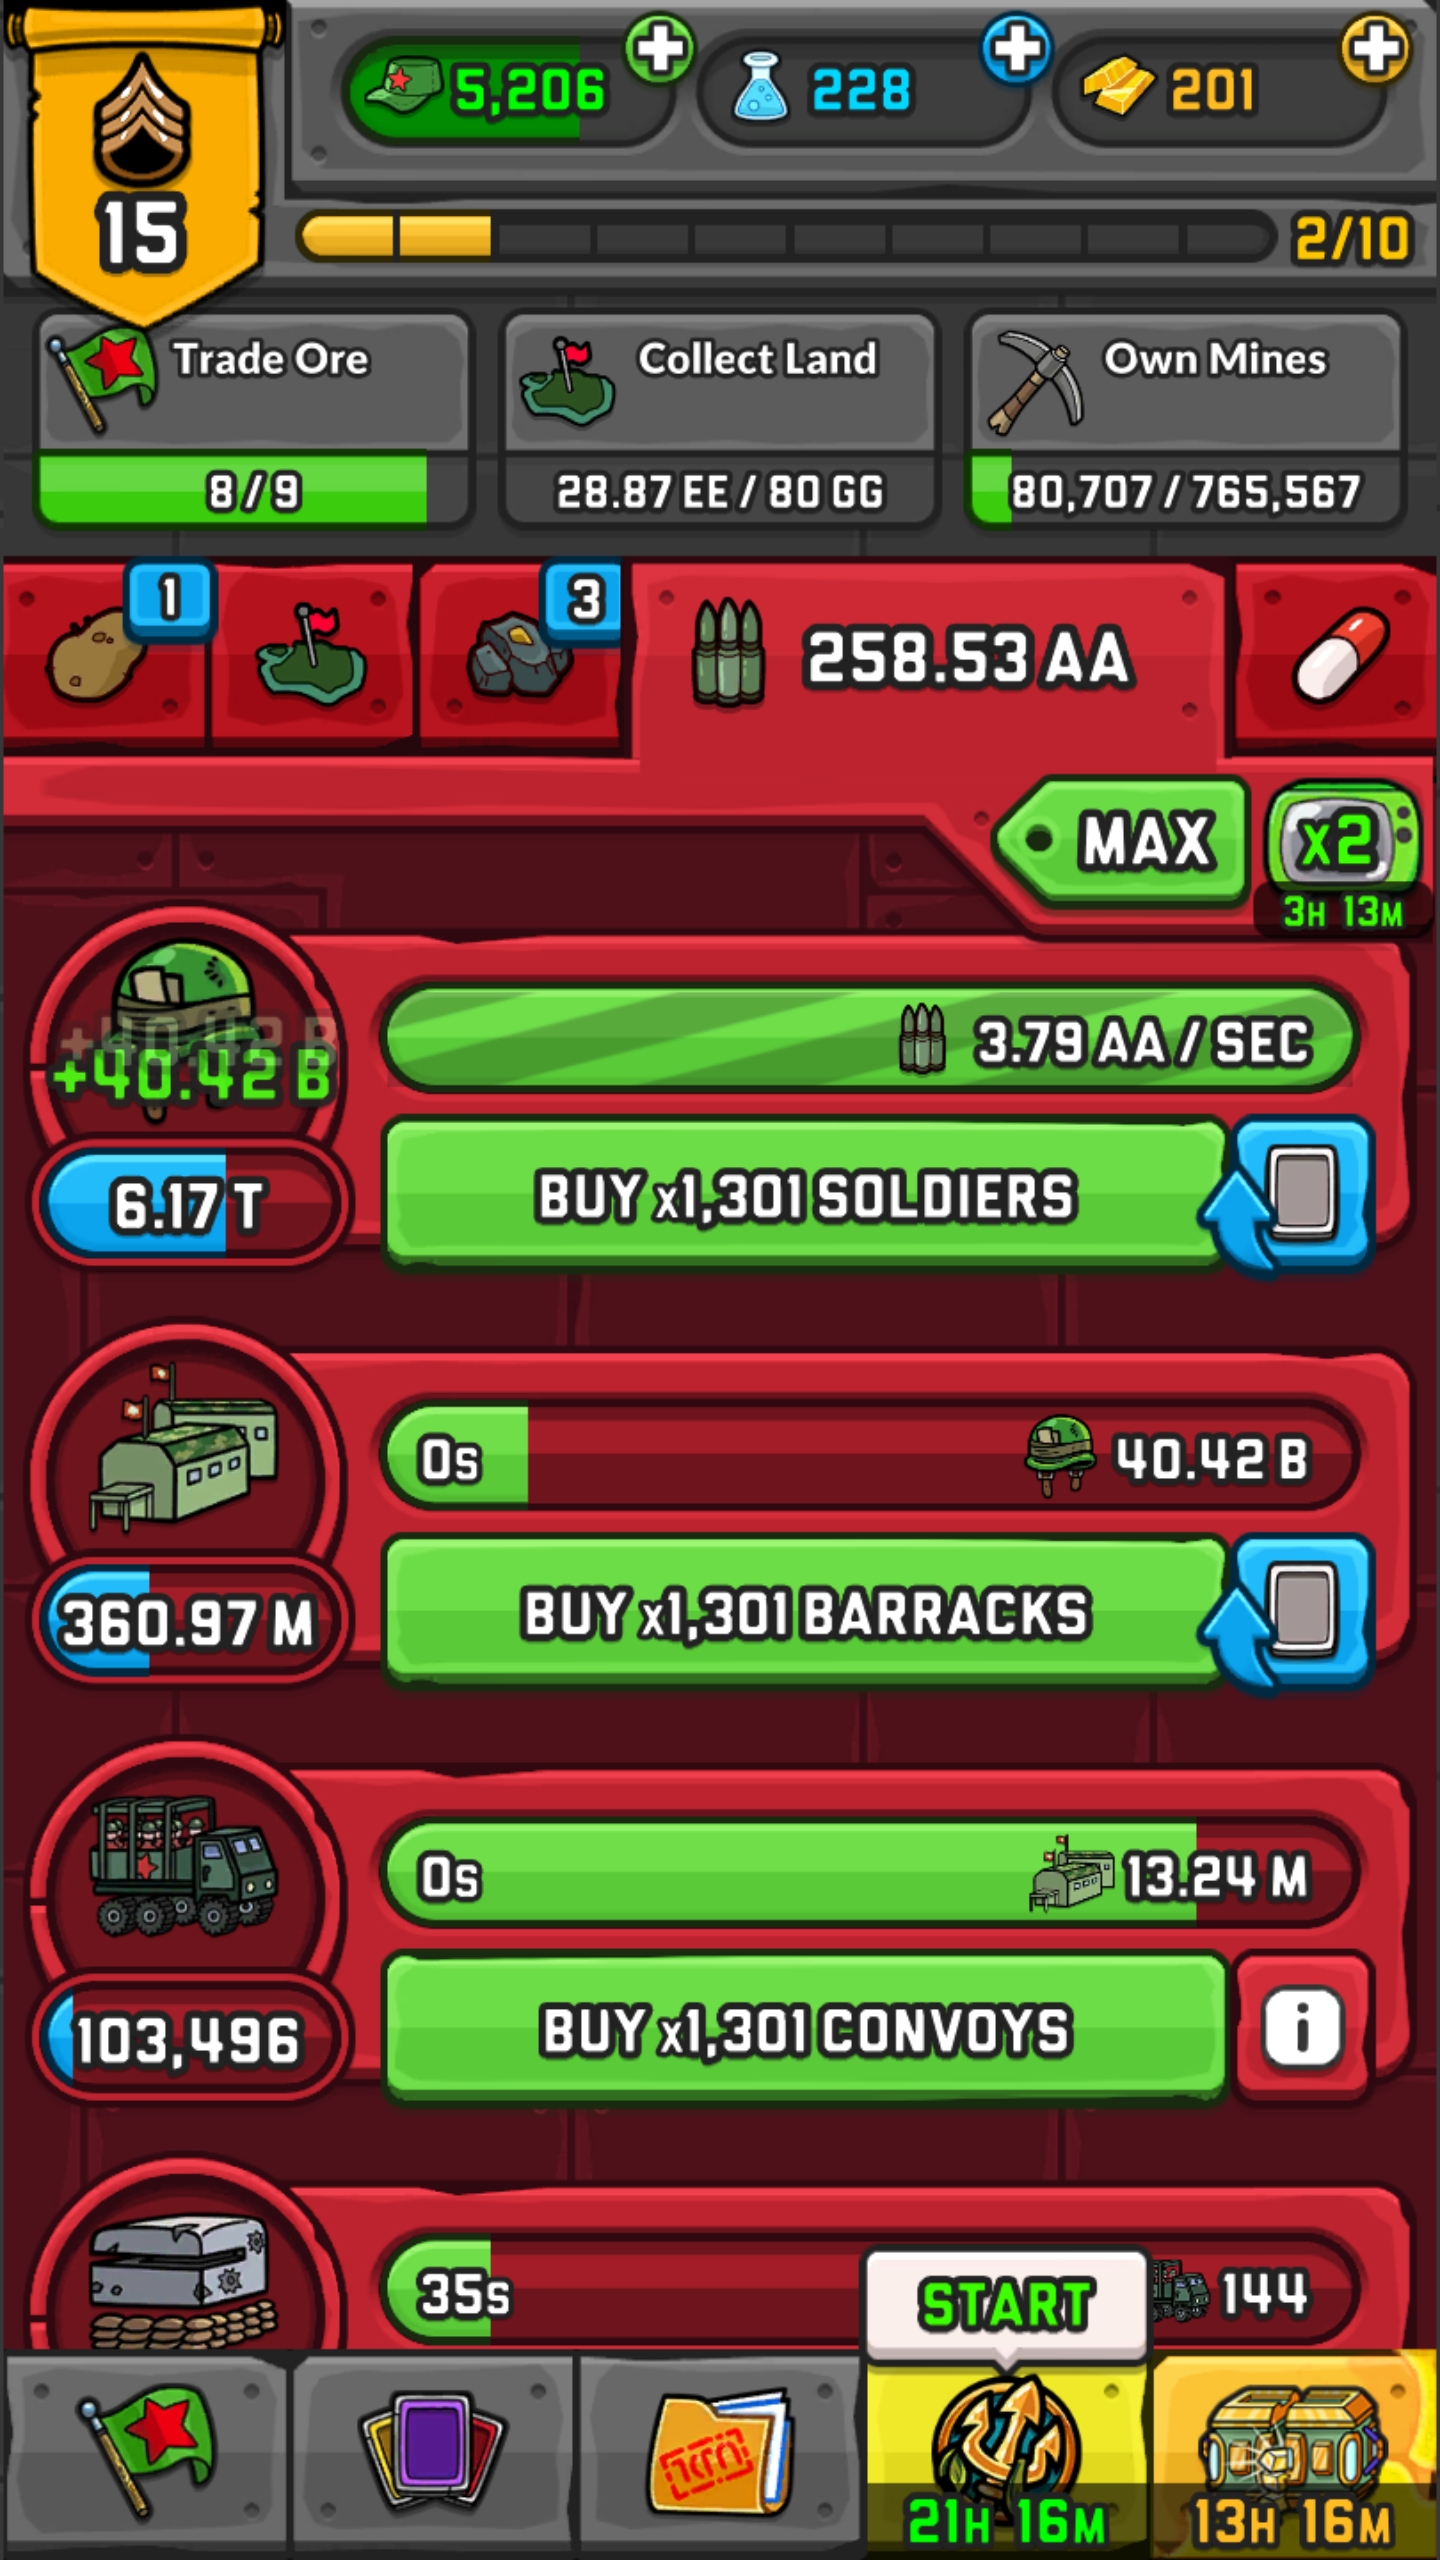 5,206
228
201
15
2/10
Trade Ore
Collect Land
Own Mines
8/9
28.87 EE / 80 GG
80,707 / 765,567
1
3
258.53 AA
MAX
x2
3H 13M
+40.42 B
+40.42 B
3.79 AA / SEC
6.17 T
BUY x1,301 SOLDIERS
0s
40.42 B
360.97 M
BUY x1,301 BARRACKS
0s
13.24 M
103,496
BUY x1,301 CONVOYS
i
35s
144
START
21H 16M
13H 16M